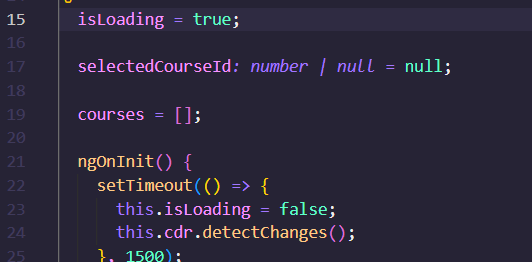 15 isLoading = true;
16
17 selectedCourseId: number | null = null;
18
19 courses = [];
20
21 ngOnInit() {
22 setTimeout(() => {
23 this.isLoading = false;
24 this.cdr.detectChanges();
25 }, 1500);